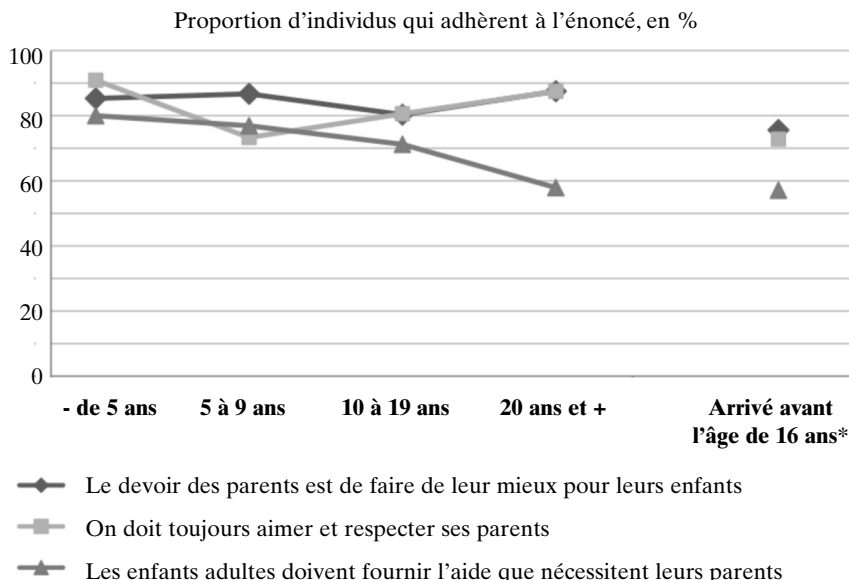 Proportion d'individus qui adhèrent à l'énoncé, en %
100
80
60
40
20
0
- de 5 ans 5 à 9 ans 10 à 19 ans 20 ans et + Arrivé avant
l'âge de 16 ans*
Le devoir des parents est de faire de leur mieux pour leurs enfants
On doit toujours aimer et respecter ses parents
Les enfants adultes doivent fournir l'aide que nécessitent leurs parents